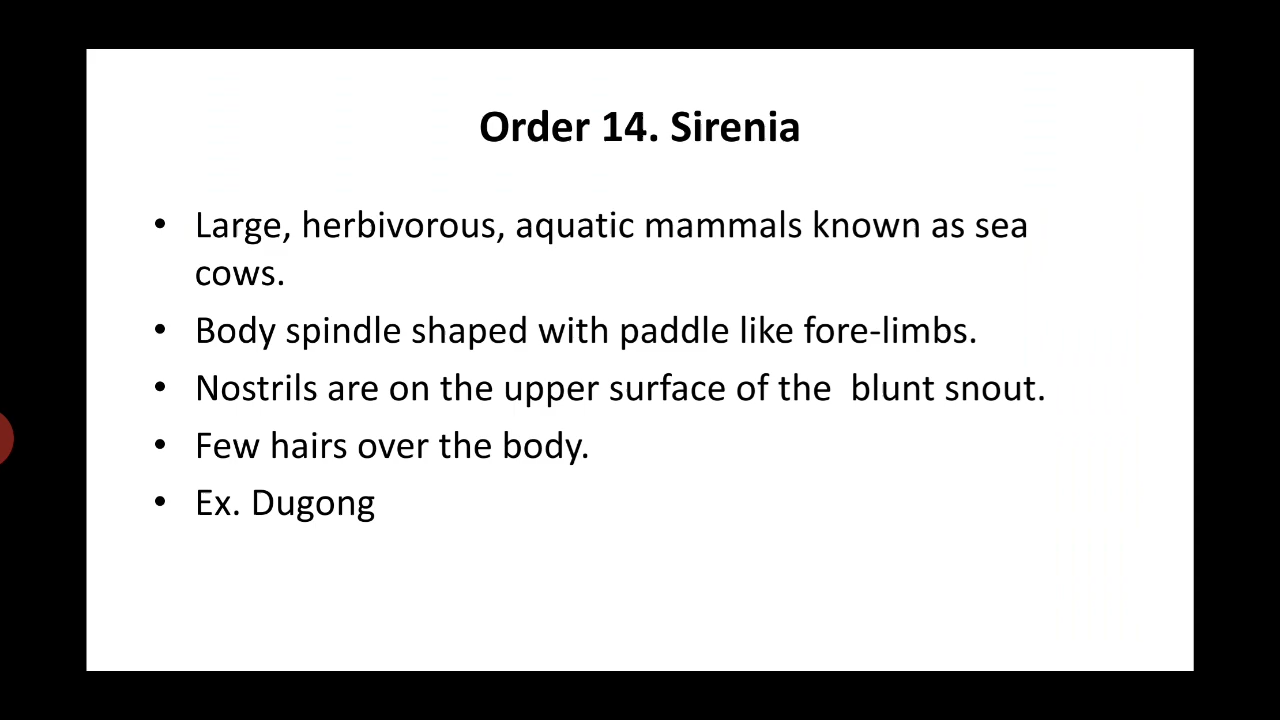 Order 14. Sirenia
• Large, herbivorous, aquatic mammals known as sea
cows.
• Body spindle shaped with paddle like fore-limbs.
• Nostrils are on the upper surface of the  blunt snout.
• Few hairs over the body.
• Ex. Dugong